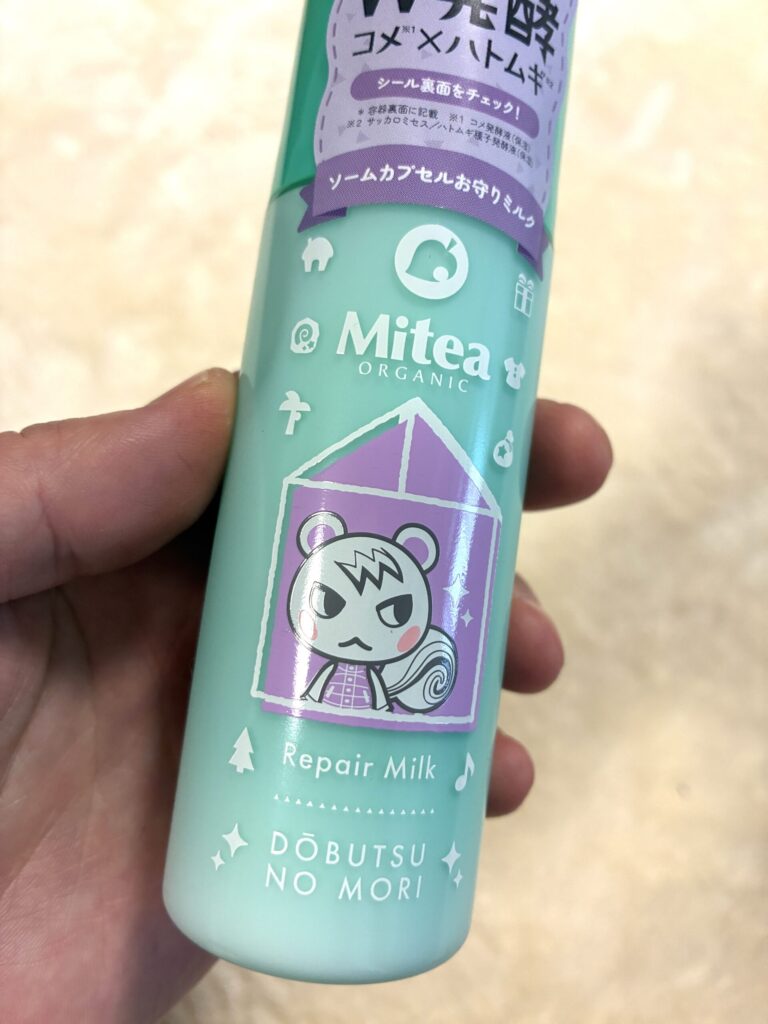 W発酵
コメ※1×ハトムギ※2
シール裏面をチェック!
* 容器裏面に記載 ※1 コメ発酵液(保湿)
※2 サッカロミセス/ハトムギ種子発酵液(保湿)
ソームカプセルお守りミルク
Mitea
ORGANIC
Repair Milk
DŌBUTSU
NO MORI